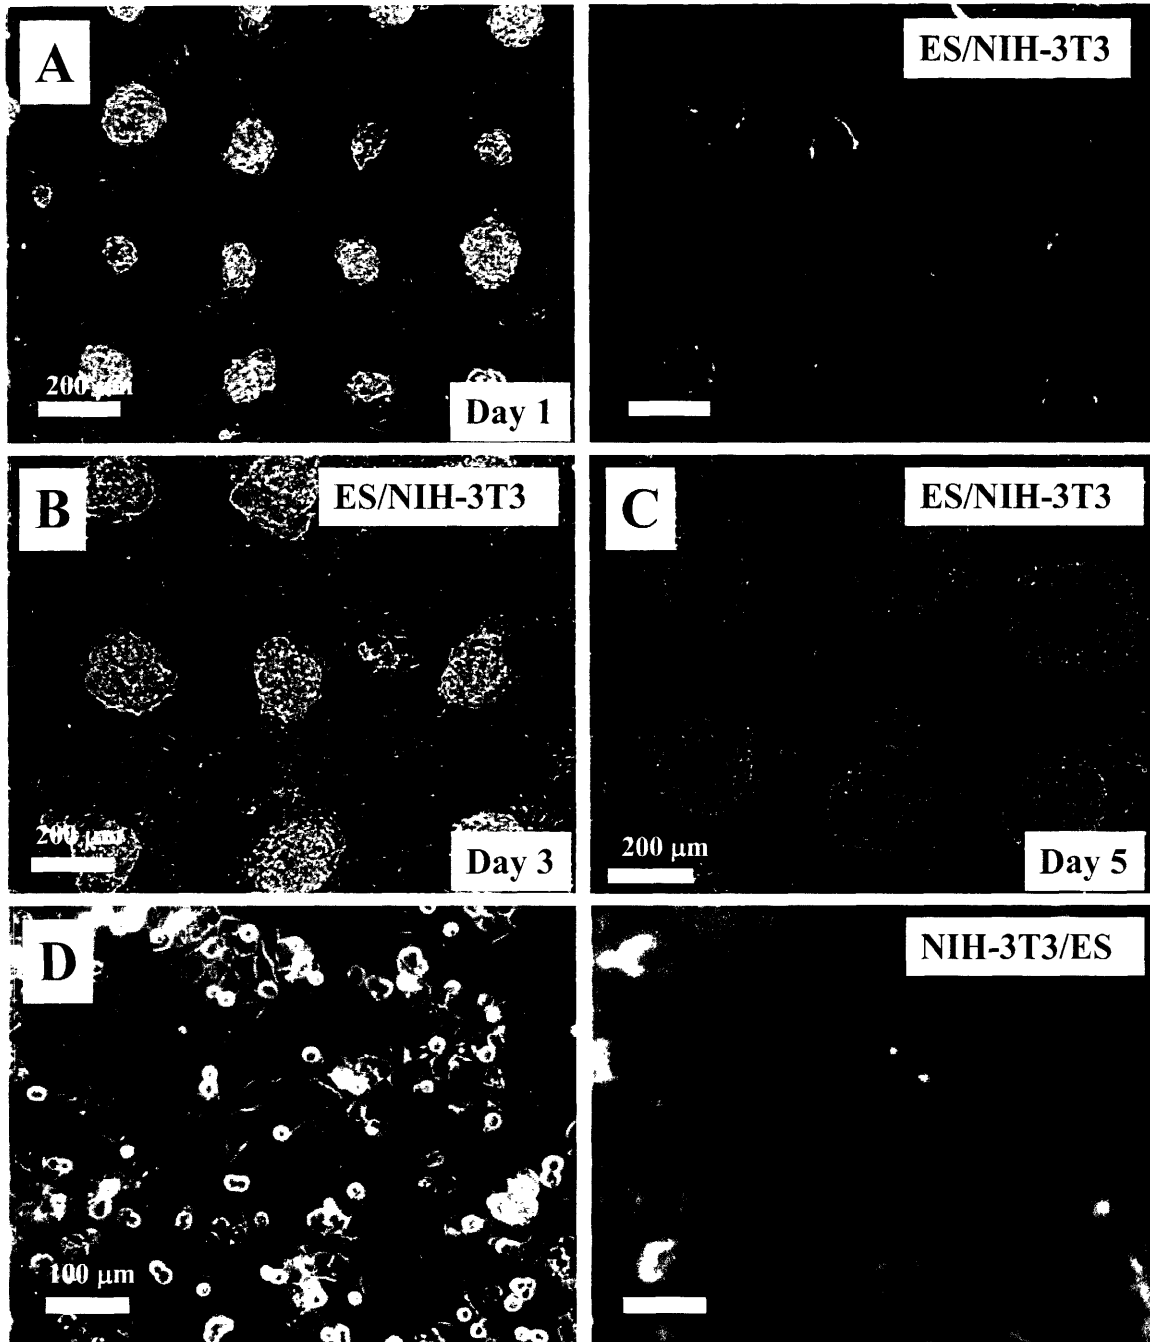 A
ES/NIH-3T3
200 μm
Day 1
B
ES/NIH-3T3
C
ES/NIH-3T3
200 μm
Day 3
200 μm
Day 5
D
NIH-3T3/ES
100 μm